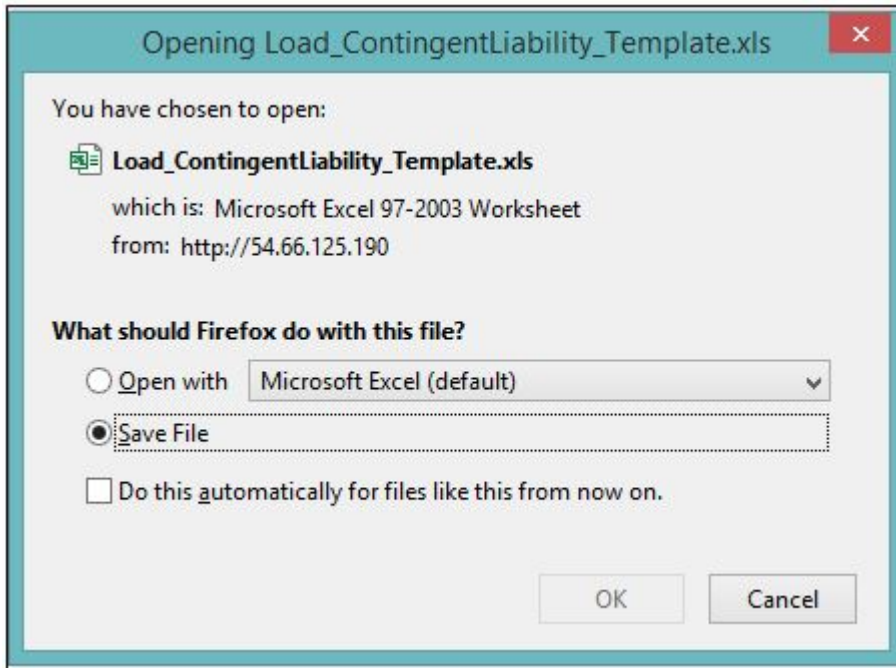 Opening Load_ContingentLiability_Template.xls
You have chosen to open:
Load_ContingentLiability_Template.xls
which is: Microsoft Excel 97-2003 Worksheet
from: http://54.66.125.190
What should Firefox do with this file?
Open with Microsoft Excel (default)
Save File
Do this automatically for files like this from now on.
OK Cancel